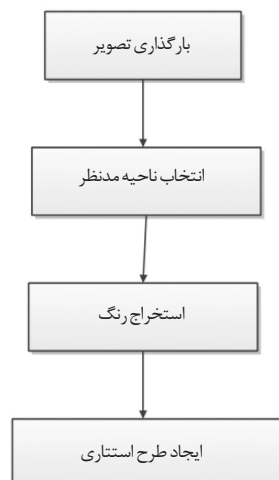 بارگذاری تصویر
انتخاب ناحیه مدنظر
استخراج رنگ
ایجاد طرح استتاری